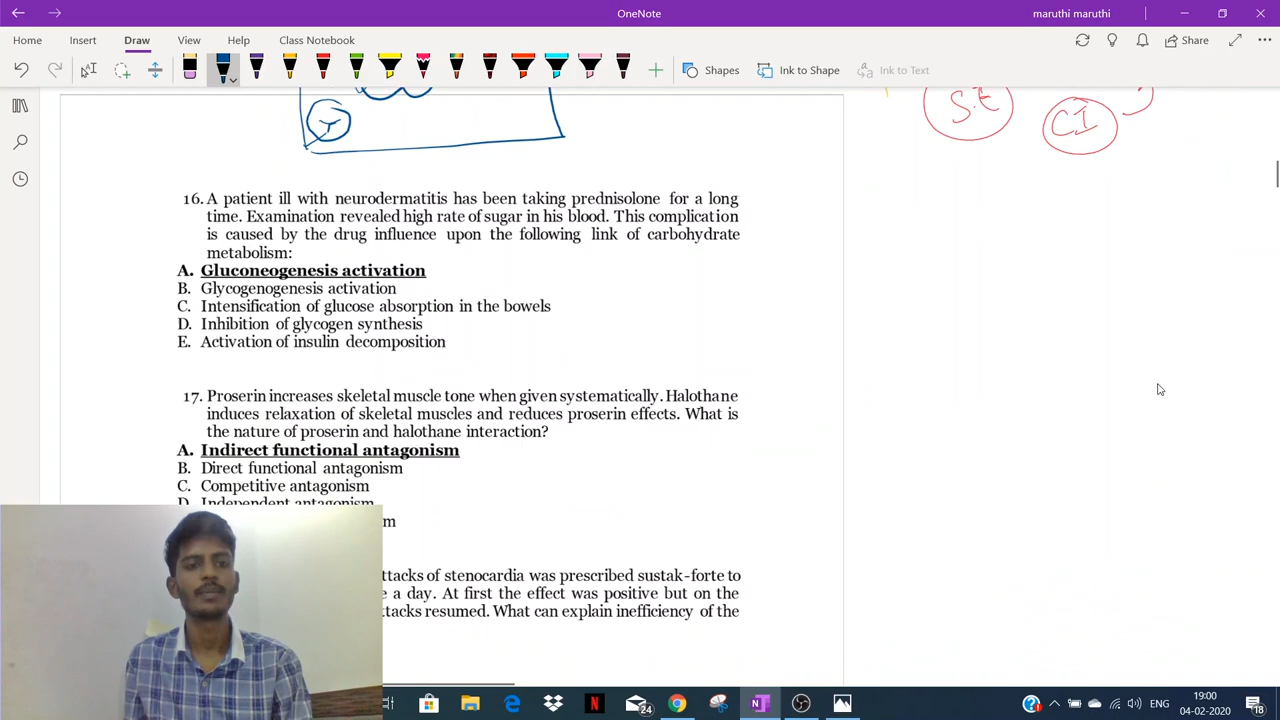 OneNote
maruthi maruthi
Home Insert Draw View Help Class Notebook
Share
Shapes Ink to Shape Ink to Text
S.E
CI
T
16. A patient ill with neurodermatitis has been taking prednisolone for a long
time. Examination revealed high rate of sugar in his blood. This complication
is caused by the drug influence upon the following link of carbohydrate
metabolism:
A. Gluconeogenesis activation
B. Glycogenogenesis activation
C. Intensification of glucose absorption in the bowels
D. Inhibition of glycogen synthesis
E. Activation of insulin decomposition
17. Proserin increases skeletal muscle tone when given systematically. Halothane
induces relaxation of skeletal muscles and reduces proserin effects. What is
the nature of proserin and halothane interaction?
A. Indirect functional antagonism
B. Direct functional antagonism
C. Competitive antagonism
D. Independent antagonism
m
ttacks of stenocardia was prescribed sustak-forte to
e a day. At first the effect was positive but on the
ttacks resumed. What can explain inefficiency of the
24
N
ENG
19:00
04-02-2020
18